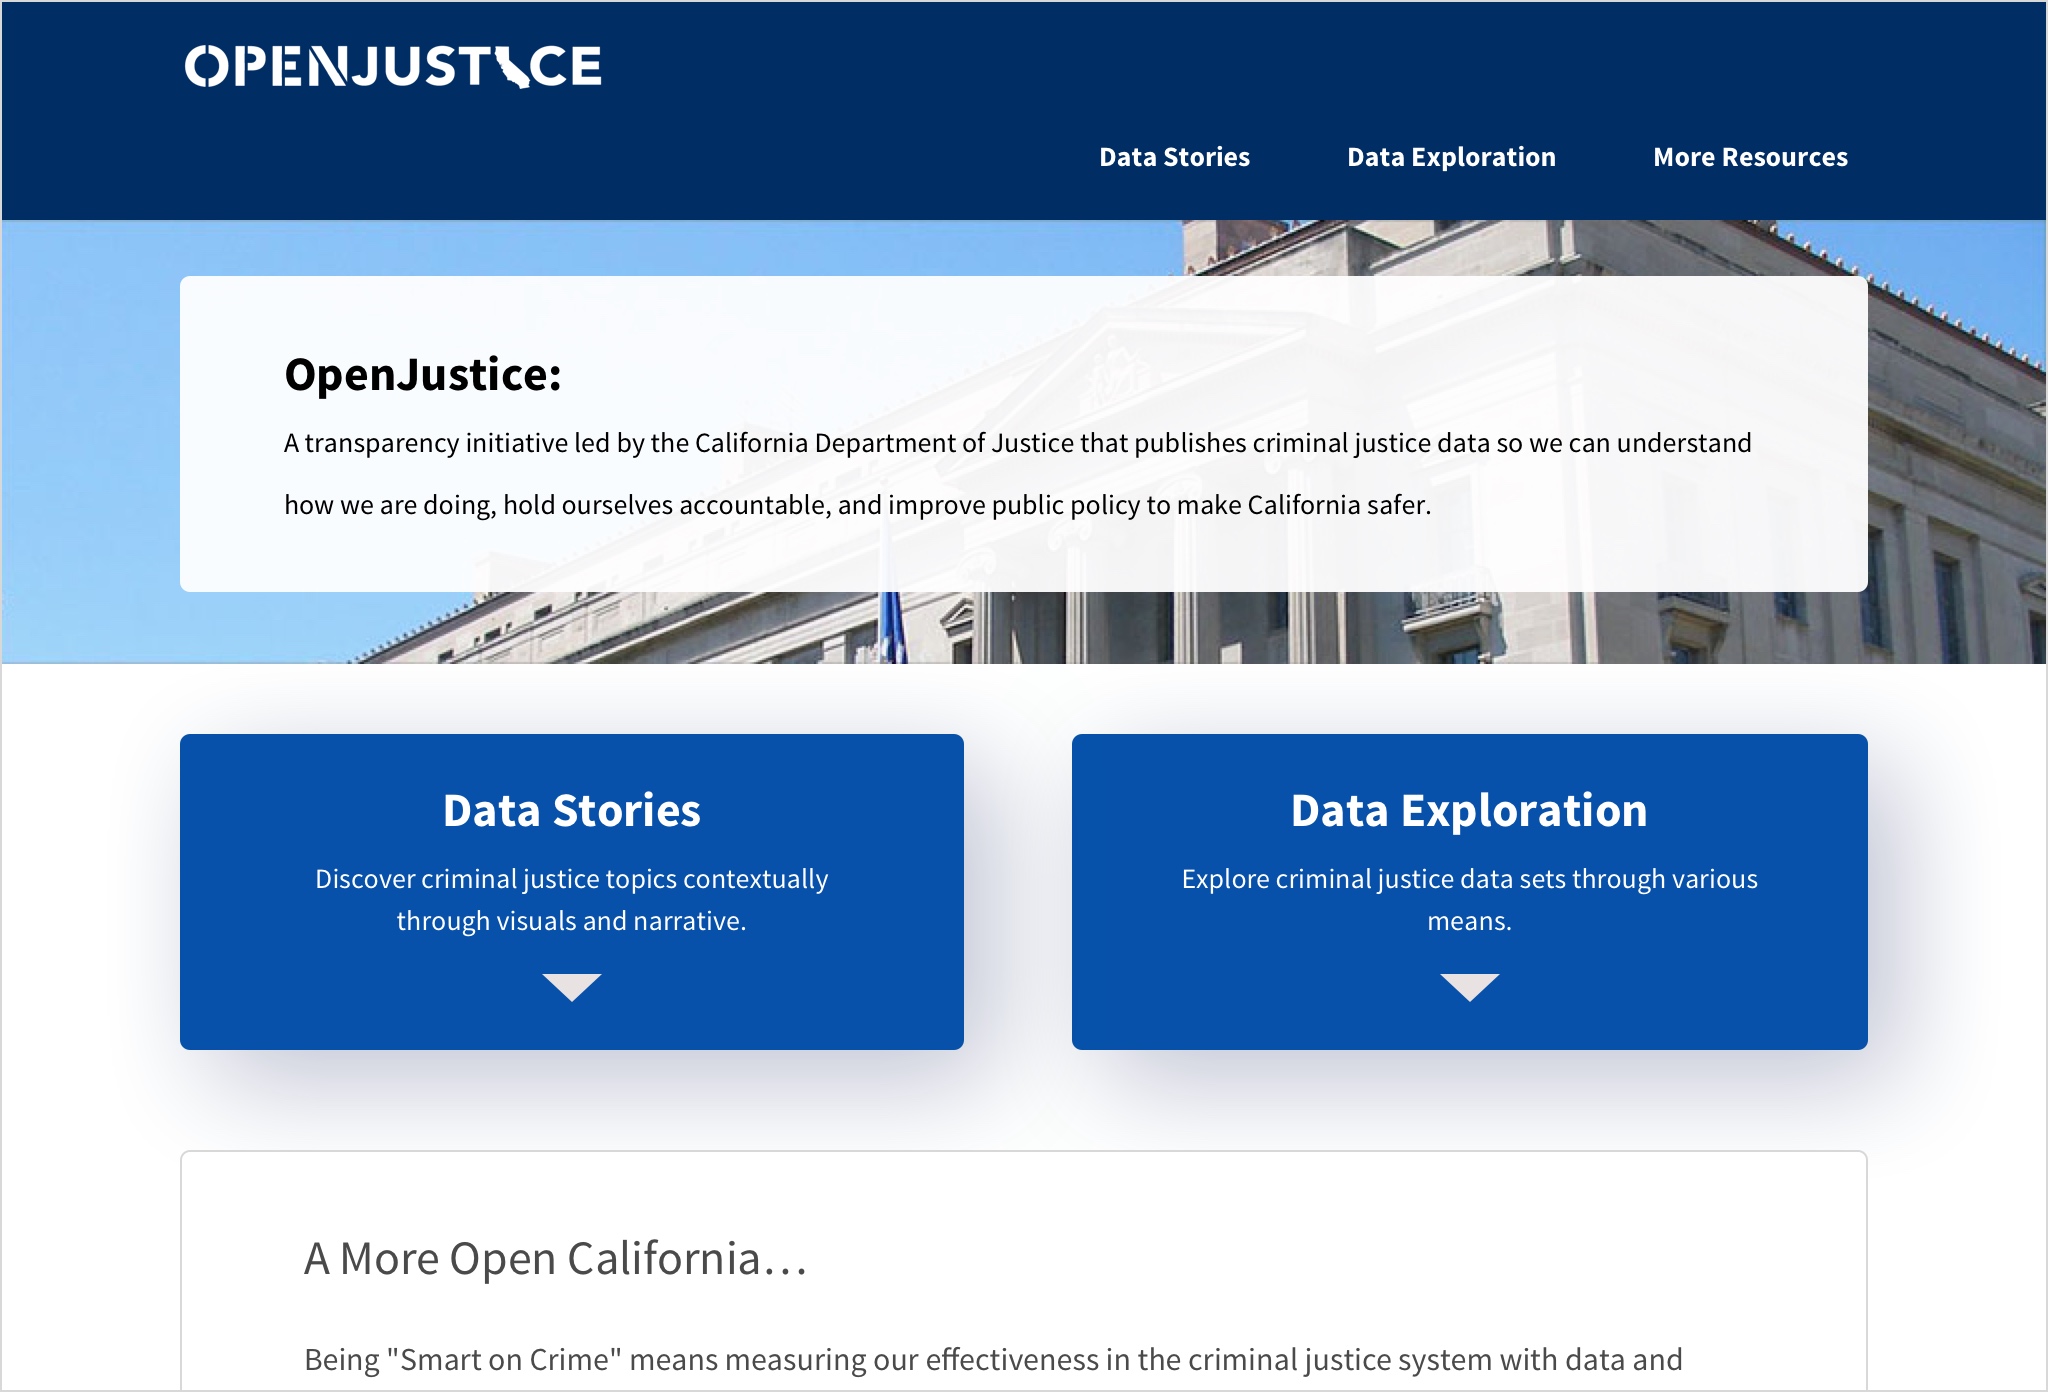 OPENJUSTICE
Data Stories
Data Exploration
More Resources
OpenJustice:
A transparency initiative led by the California Department of Justice that publishes criminal justice data so we can understand
how we are doing, hold ourselves accountable, and improve public policy to make California safer.
Data Stories
Discover criminal justice topics contextually
through visuals and narrative.
Data Exploration
Explore criminal justice data sets through various
means.
A More Open California…
Being "Smart on Crime" means measuring our effectiveness in the criminal justice system with data and